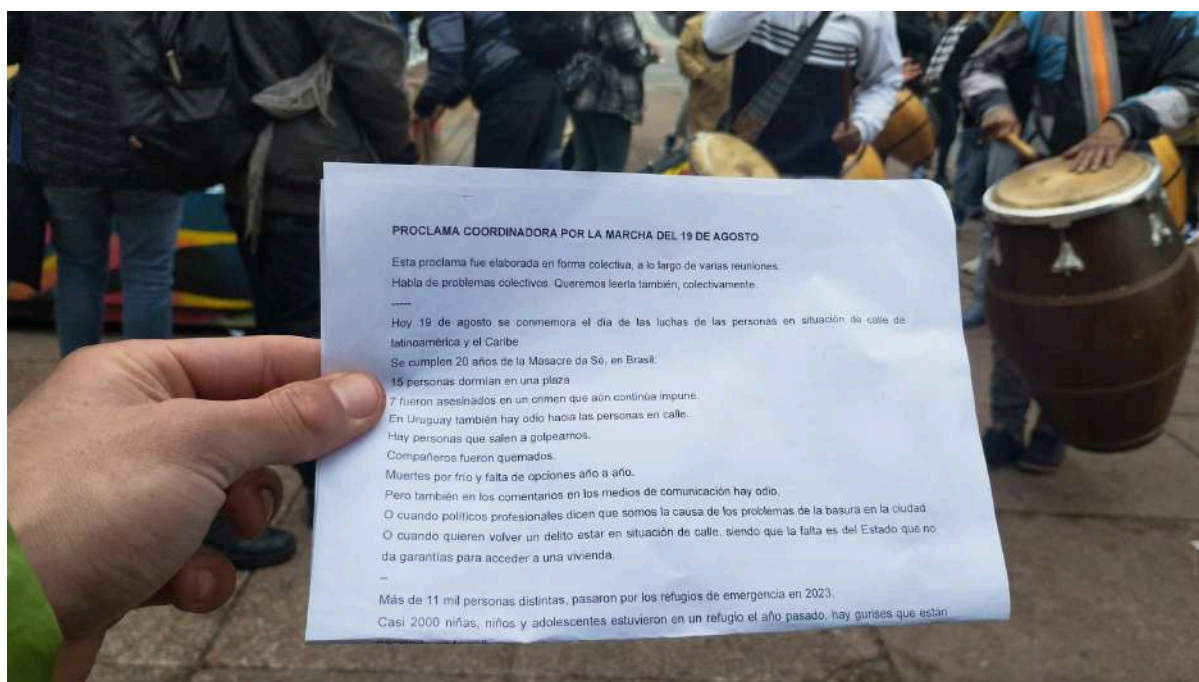 PROCLAMA COORDINADORA POR LA MARCHA DEL 19 DE AGOSTO
Esta proclama fue elaborada en forma colectiva, a lo largo de varias reuniones.
Habla de problemas colectivos. Queremos leerla también, colectivamente.
-----
Hoy 19 de agosto se conmemora el día de las luchas de las personas en situación de calle de
latinoamérica y el Caribe
Se cumplen 20 años de la Masacre da Sé, en Brasil:
15 personas dormían en una plaza
7 fueron asesinados en un crimen que aún continúa impune.
En Uruguay también hay odio hacia las personas en calle.
Hay personas que salen a golpearnos.
Compañeros fueron quemados.
Muertes por frío y falta de opciones año a año.
Pero también en los comentarios en los medios de comunicación hay odio.
O cuando políticos profesionales dicen que somos la causa de los problemas de la basura en la ciudad
O cuando quieren volver un delito estar en situación de calle, siendo que la falta es del Estado que no
da garantías para acceder a una vivienda.
--
Más de 11 mil personas distintas, pasaron por los refugios de emergencia en 2023.
Casi 2000 niñas, niños y adolescentes estuvieron en un refugio el año pasado, hay gurises que están